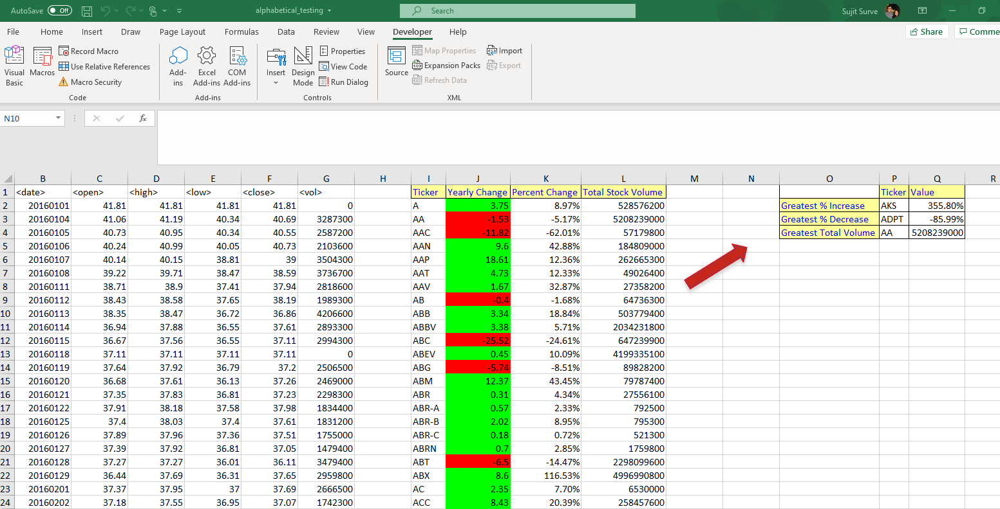 AutoSave Off alphabetical_testing Search Sujit Surve
File Home Insert Draw Page Layout Formulas Data Review View Developer Help Share Comme
Visual Basic
Macros
Record Macro
Use Relative References
Macro Security
Code
Add-ins
Excel Add-ins
COM Add-ins
Add-ins
Insert
Design Mode
Properties
View Code
Run Dialog
Controls
Source
Map Properties
Expansion Packs
Refresh Data
Import
Export
XML
N10 fx
B C D E F G H I J K L M N O P Q R
1 <date> <open> <high> <low> <close> <vol> Ticker Yearly Change Percent Change Total Stock Volume Ticker Value
2 20160101 41.81 41.81 41.81 41.81 0 A 3.75 8.97% 528576200 Greatest % Increase AKS 355.80%
3 20160104 41.06 41.19 40.34 40.69 3287300 AA -1.53 -5.17% 5208239000 Greatest % Decrease ADPT -85.99%
4 20160105 40.73 40.95 40.34 40.55 2587200 AAC -11.82 -62.01% 57179800 Greatest Total Volume AA 5208239000
5 20160106 40.24 40.99 40.05 40.73 2103600 AAN 9.6 42.88% 184809000
6 20160107 40.14 40.15 38.81 39 3504300 AAP 18.61 12.36% 262665300
7 20160108 39.22 39.71 38.47 38.59 3736700 AAT 4.73 12.33% 49026400
8 20160111 38.71 38.9 37.41 37.94 2818600 AAV 1.67 32.87% 27358200
9 20160112 38.43 38.58 37.65 38.19 1989300 AB -0.4 -1.68% 64736300
10 20160113 38.35 38.47 36.72 36.86 4206600 ABB 3.34 18.84% 503779400
11 20160114 36.94 37.88 36.55 37.61 2893300 ABBV 3.38 5.71% 2034231800
12 20160115 36.67 37.56 36.55 37.11 2994300 ABC -25.52 -24.61% 647239900
13 20160118 37.11 37.11 37.11 37.11 0 ABEV 0.45 10.09% 4199335100
14 20160119 37.64 37.92 36.79 37.2 2506500 ABG -5.74 -8.51% 89828200
15 20160120 36.68 37.61 36.13 37.26 2469000 ABM 12.37 43.45% 79787400
16 20160121 37.35 37.83 36.81 37.23 2298300 ABR 0.31 4.34% 27556100
17 20160122 37.91 38.18 37.58 37.98 1834400 ABR-A 0.57 2.33% 792500
18 20160125 37.4 38.03 37.4 37.61 1831200 ABR-B 2.02 8.95% 795300
19 20160126 37.89 37.96 37.36 37.51 1755000 ABR-C 0.18 0.72% 521300
20 20160127 37.39 37.92 36.81 37.05 1479400 ABRN 0.7 2.85% 1759800
21 20160128 37.27 37.27 36.01 36.11 3479400 ABT -6.5 -14.47% 2298099600
22 20160129 36.44 37.69 36.31 37.65 2959800 ABX 8.6 116.53% 4996990800
23 20160201 37.37 37.95 37 37.69 2666500 AC 2.35 7.70% 6530000
24 20160202 37.18 37.55 36.95 37.07 1742300 ACC 8.43 20.39% 258457600